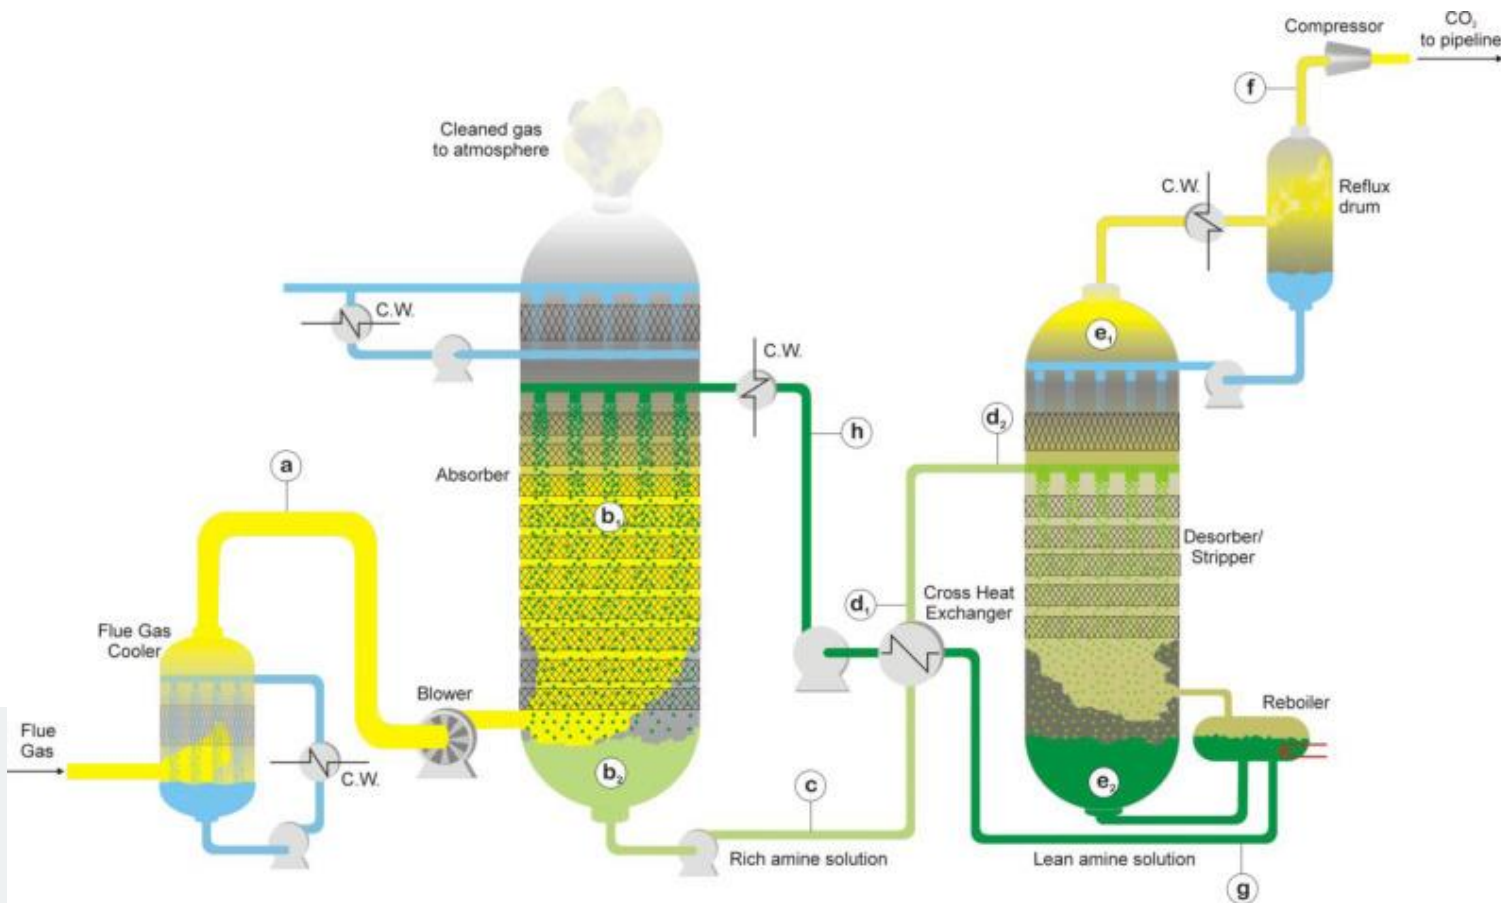 Compressor
CO₂
to pipeline
f
Cleaned gas
to atmosphere
C.W.
Reflux
drum
C.W.
e₁
C.W.
h
d₂
a
Absorber
b₁
Desorber/
Stripper
d₁
Cross Heat
Exchanger
Flue Gas
Cooler
Blower
Reboiler
Flue
Gas
C.W.
b₂
c
e₂
Rich amine solution
Lean amine solution
g